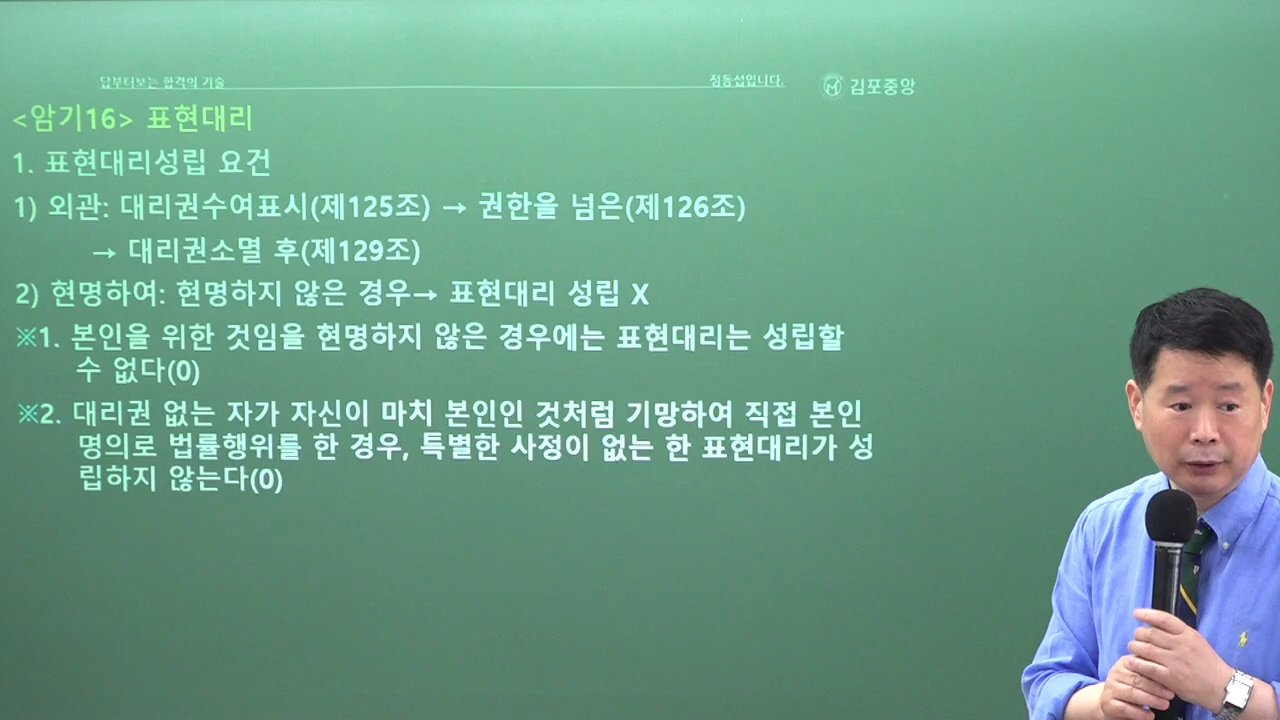 답부터보는 합격의 기술
정동섭입니다.
김포중앙
<암기16> 표현대리
1. 표현대리성립 요건
1) 외관: 대리권수여표시(제125조) → 권한을 넘은(제126조)
→ 대리권소멸 후(제129조)
2) 현명하여: 현명하지 않은 경우→ 표현대리 성립 X
※1. 본인을 위한 것임을 현명하지 않은 경우에는 표현대리는 성립할
수 없다(0)
※2. 대리권 없는 자가 자신이 마치 본인인 것처럼 기망하여 직접 본인
명의로 법률행위를 한 경우, 특별한 사정이 없는 한 표현대리가 성
립하지 않는다(0)